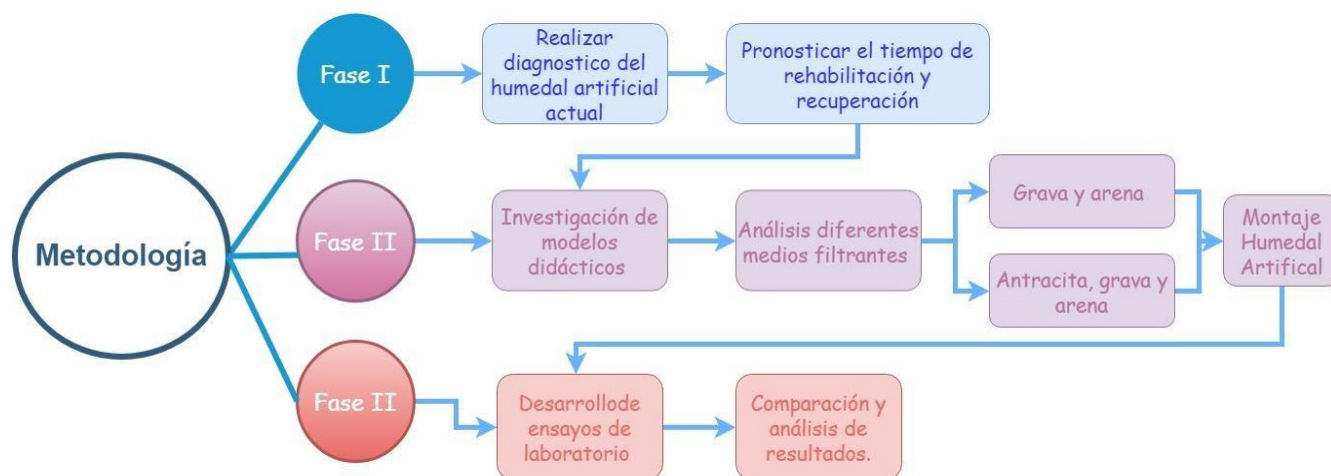 Metodología
Fase I
Realizar
diagnostico del
humedal artificial
actual
Pronosticar el tiempo de
rehabilitación y
recuperación
Fase II
Investigación de
modelos
didácticos
Análisis diferentes
medios filtrantes
Grava y arena
Antracita, grava y
arena
Montaje
Humedal
Artifical
Fase II
Desarrollode
ensayos de
laboratorio
Comparación y
análisis de
resultados.